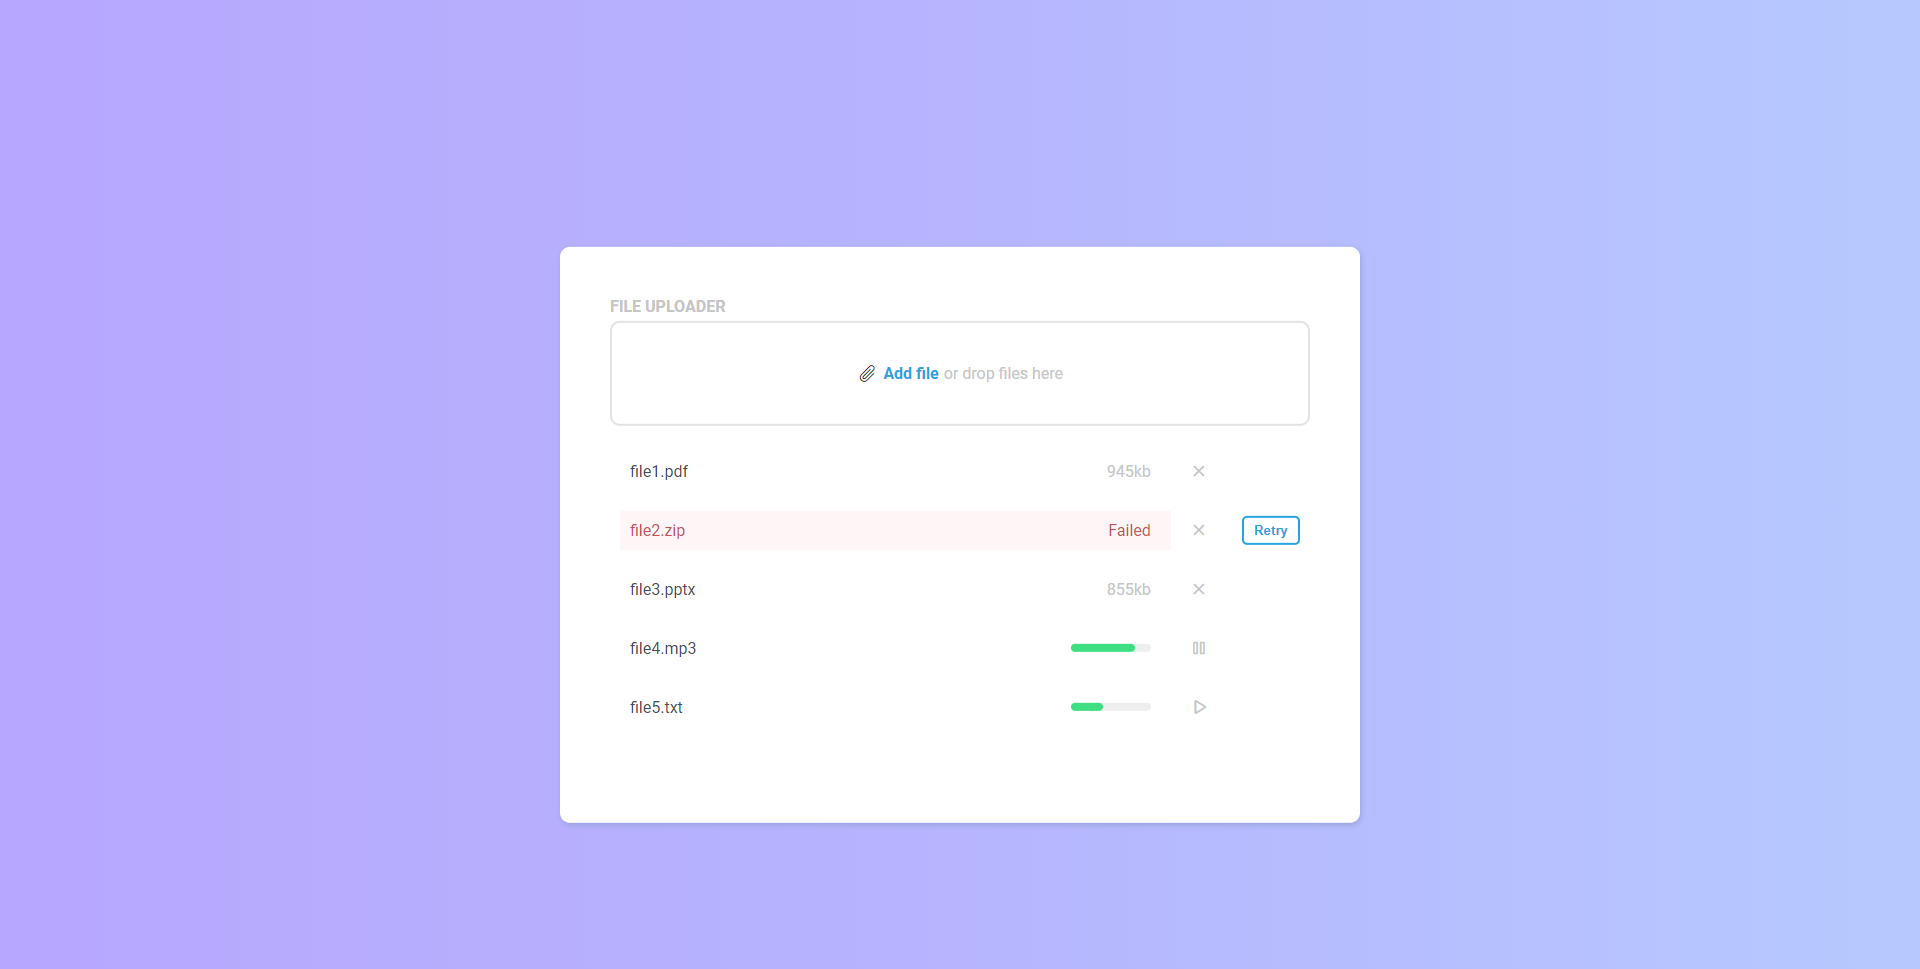 FILE UPLOADER
Add file or drop files here
file1.pdf 945kb
file2.zip Failed Retry
file3.pptx 855kb
file4.mp3
file5.txt